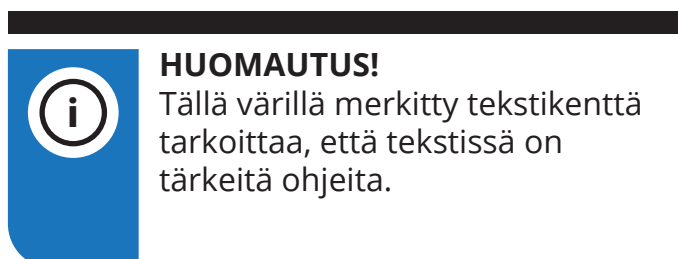 HUOMAUTUS!
i
Tällä värillä merkitty tekstikenttä
tarkoittaa, että tekstissä on
tärkeitä ohjeita.